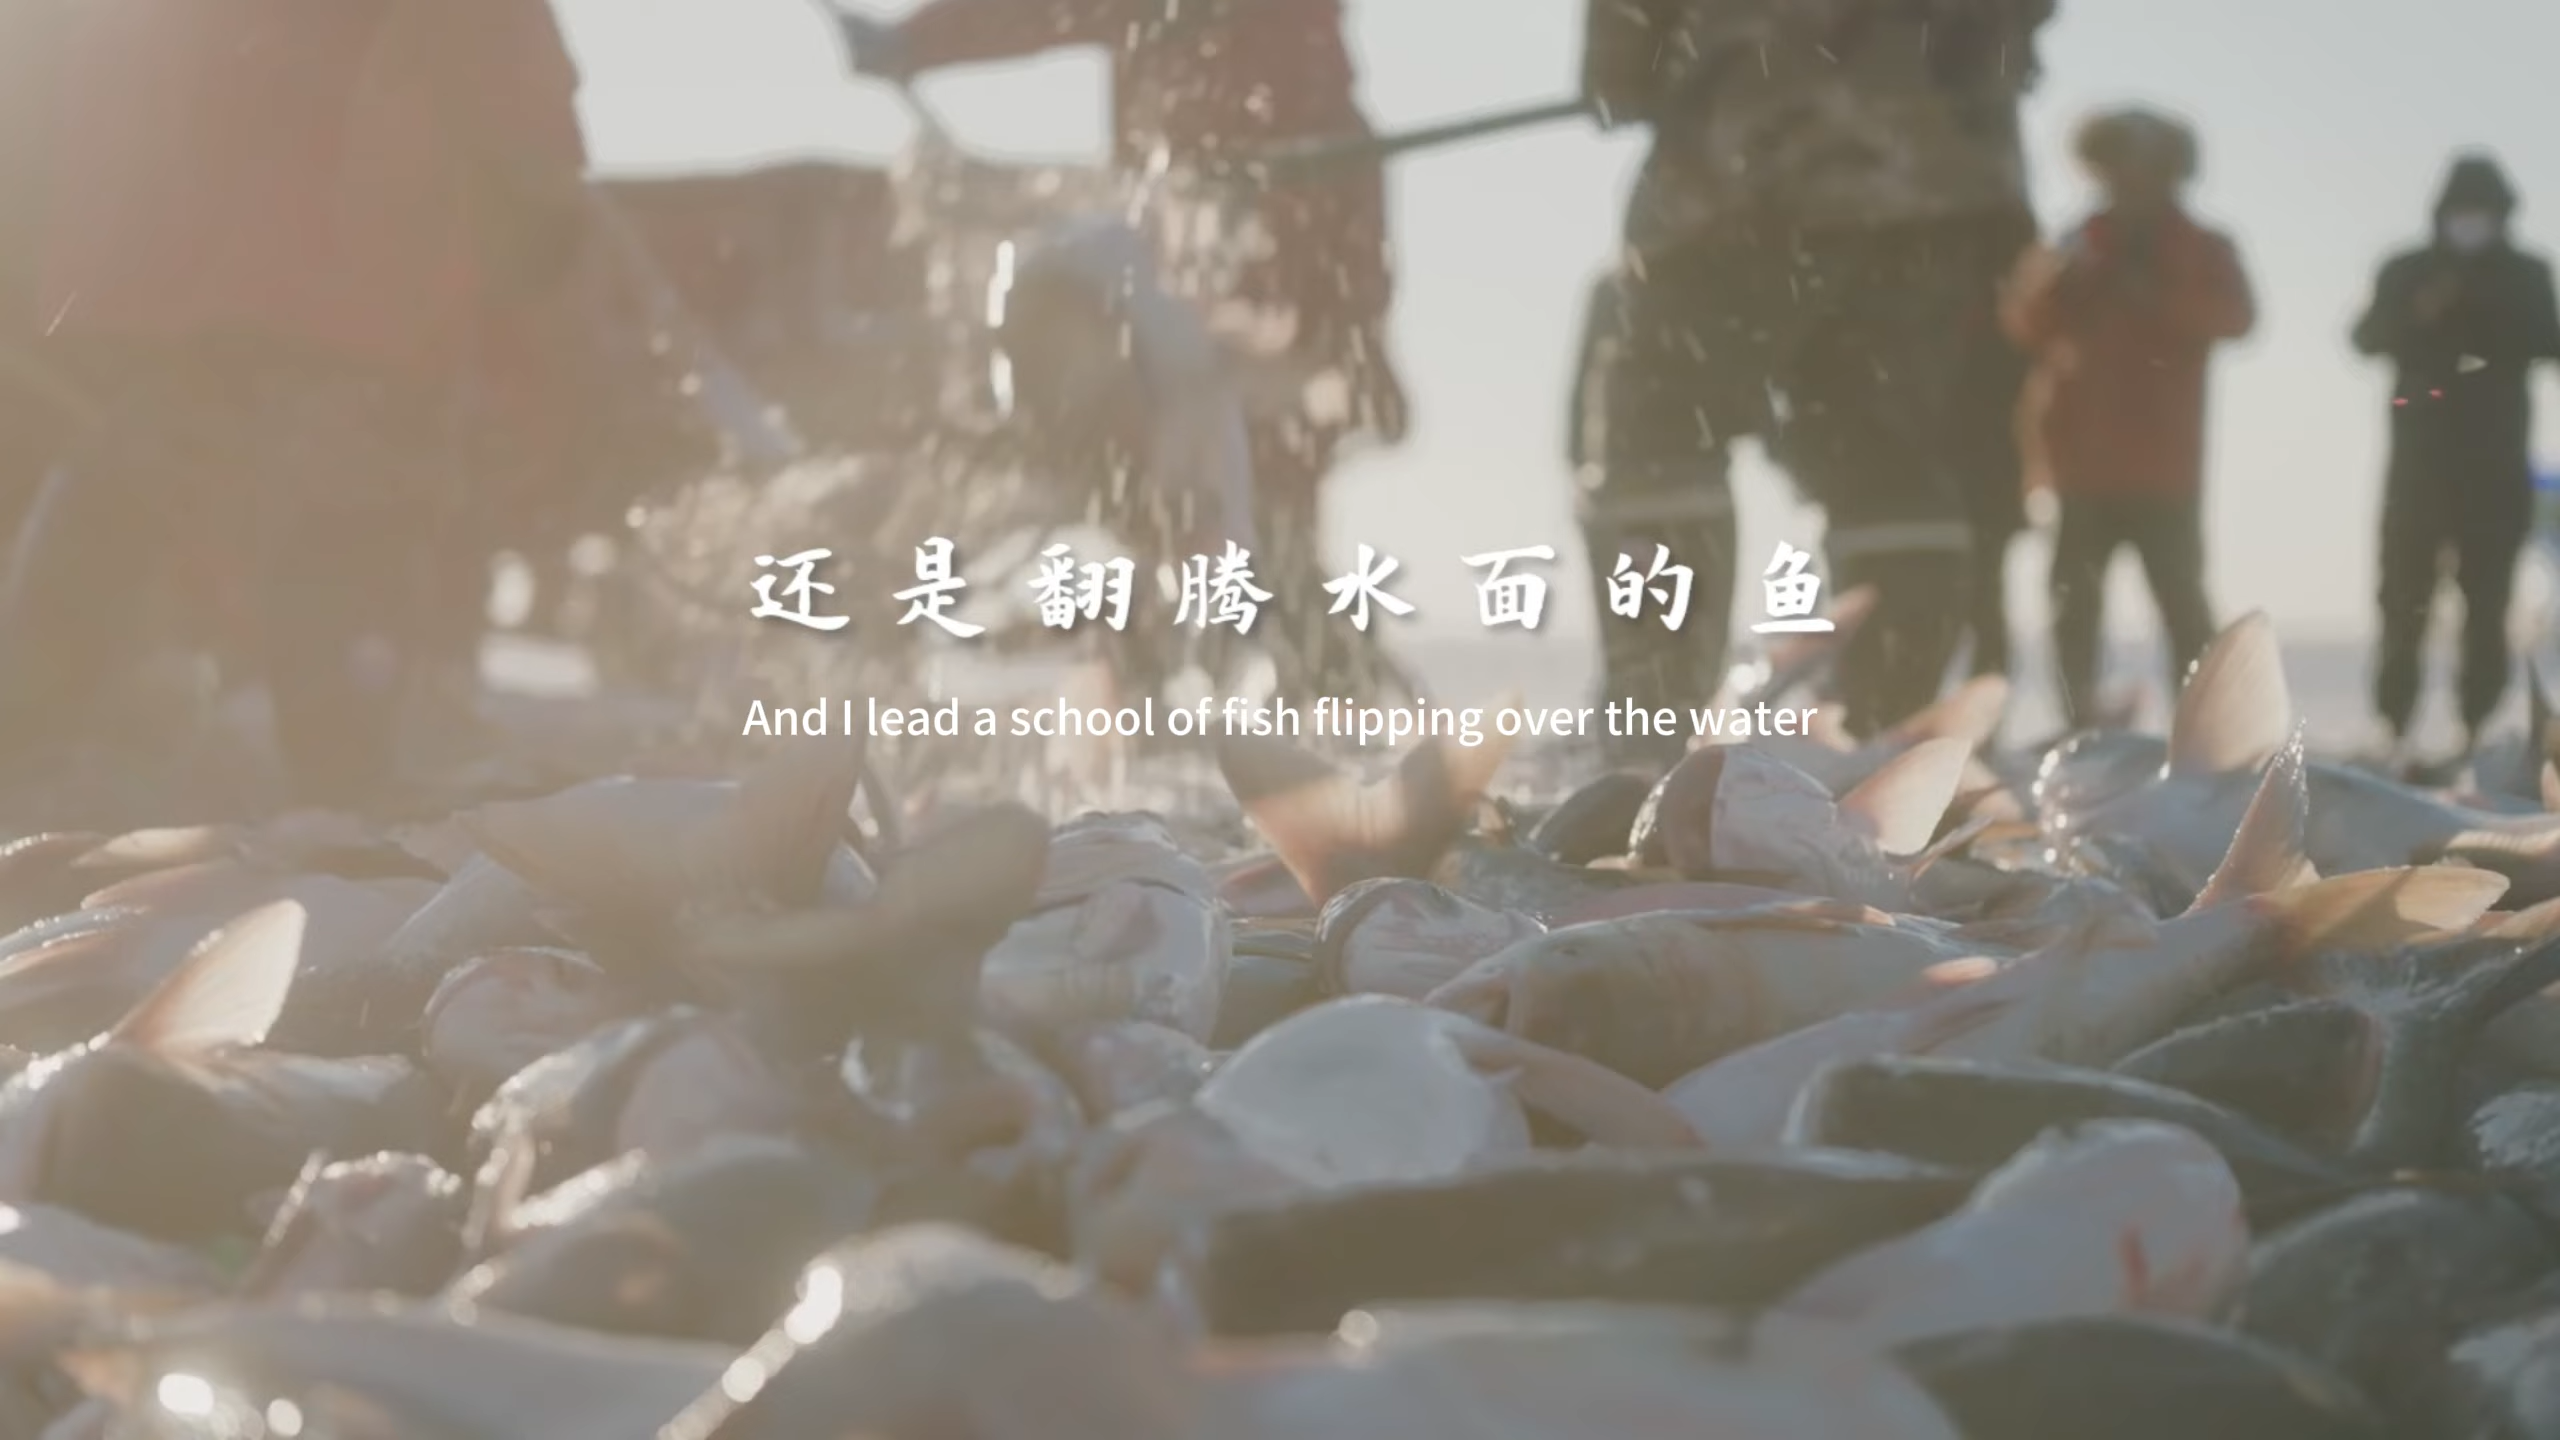 还是翻腾水面的鱼
And I lead a school of fish flipping over the water